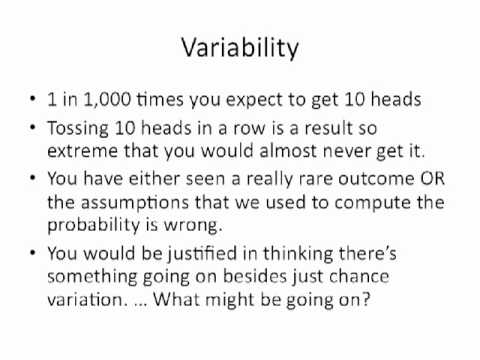 Variability
• 1 in 1,000 times you expect to get 10 heads
• Tossing 10 heads in a row is a result so
extreme that you would almost never get it.
• You have either seen a really rare outcome OR
the assumptions that we used to compute the
probability is wrong.
• You would be justified in thinking there's
something going on besides just chance
variation. ... What might be going on?